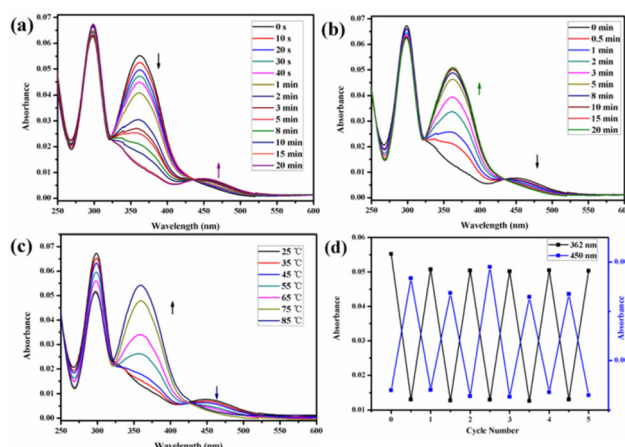 (a)
0.07
0.06
0.05
0.04
0.03
0.02
0.01
0.00
Absorbance
250 300 350 400 450 500 550 600
Wavelength (nm)
0 s
10 s
20 s
30 s
40 s
1 min
2 min
3 min
5 min
8 min
10 min
15 min
20 min
(b)
0.07
0.06
0.05
0.04
0.03
0.02
0.01
0.00
Absorbance
250 300 350 400 450 500 550 600
Wavelength (nm)
0 min
0.5 min
1 min
2 min
3 min
5 min
8 min
10 min
15 min
20 min
(c)
0.07
0.06
0.05
0.04
0.03
0.02
0.01
0.00
Absorbance
250 300 350 400 450 500 550 600
Wavelength (nm)
25 ℃
35 ℃
45 ℃
55 ℃
65 ℃
75 ℃
85 ℃
(d)
0.06
0.05
0.04
0.03
0.02
0.01
Absorbance
0 1 2 3 4 5
Cycle Number
362 nm
450 nm
Absorbance